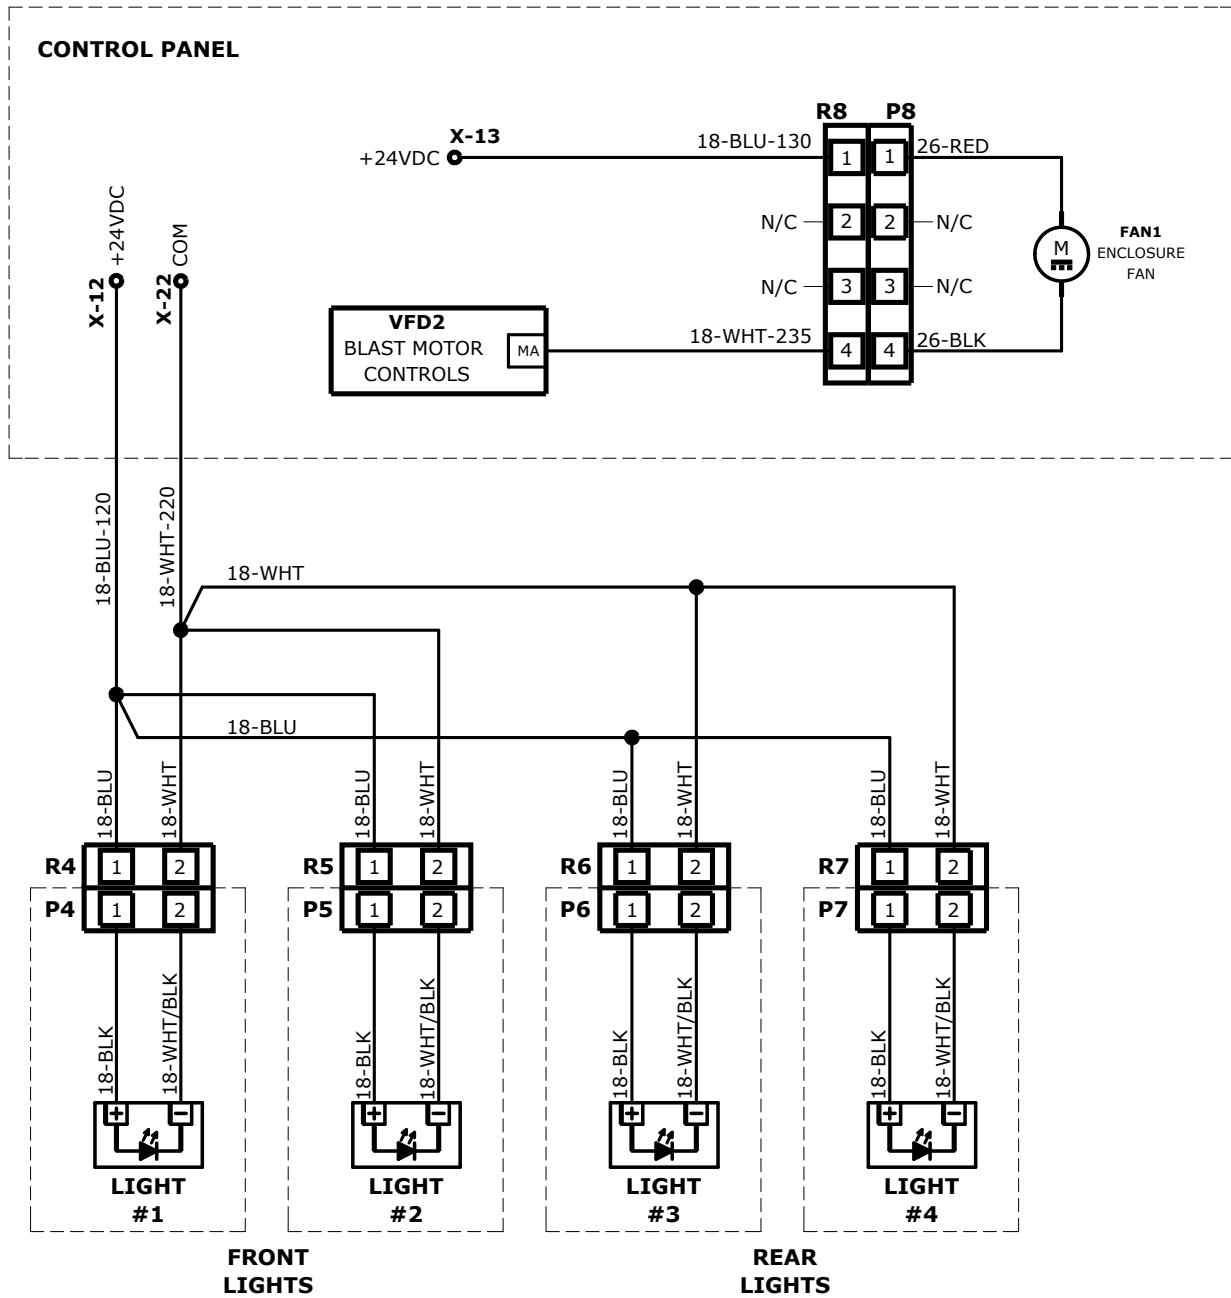 CONTROL PANEL
R8 P8
X-13
+24VDC
18-BLU-130
1 1
26-RED
N/C
2 2
N/C
N/C
3 3
N/C
18-WHT-235
4 4
26-BLK
M
FAN1
ENCLOSURE
FAN
VFD2
BLAST MOTOR
CONTROLS
MA
X-12
+24VDC
X-22
COM
18-BLU-120
18-WHT-220
18-WHT
18-BLU
18-BLU
18-WHT
18-BLU
18-WHT
18-BLU
18-WHT
18-BLU
18-WHT
R4 1 2
R5 1 2
R6 1 2
R7 1 2
P4 1 2
P5 1 2
P6 1 2
P7 1 2
18-BLK
18-WHT/BLK
18-BLK
18-WHT/BLK
18-BLK
18-WHT/BLK
18-BLK
18-WHT/BLK
+ −
+ −
+ −
+ −
LIGHT
#1
LIGHT
#2
LIGHT
#3
LIGHT
#4
FRONT
LIGHTS
REAR
LIGHTS